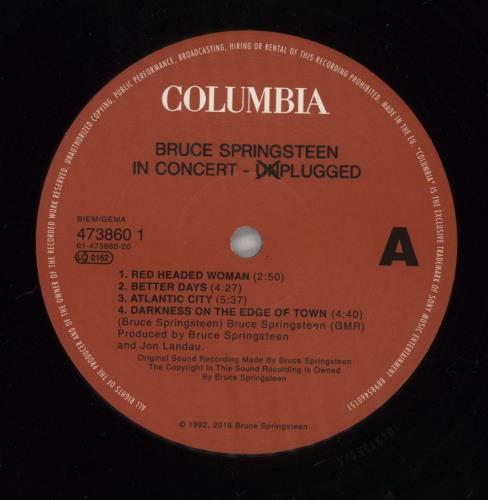 ALL RIGHTS OF THE PRODUCER AND OF THE OWNER OF THE RECORDED WORK RESERVED. UNAUTHORIZED COPYING, PUBLIC PERFORMANCE, BROADCASTING, HIRING OR RENTAL OF THIS RECORDING PROHIBITED. MADE IN THE EU. "COLUMBIA" IS THE EXCLUSIVE TRADEMARK OF SONY MUSIC ENTERTAINMENT 88985460151
COLUMBIA
BRUCE SPRINGSTEEN
IN CONCERT - UNPLUGGED
BIEM/GEMA
473860 1
01-473860-20
LC 0162
A
1. RED HEADED WOMAN (2:50)
2. BETTER DAYS (4:27)
3. ATLANTIC CITY (5:37)
4. DARKNESS ON THE EDGE OF TOWN (4:40)
(Bruce Springsteen) Bruce Springsteen (GMR)
Produced by Bruce Springsteen
and Jon Landau.
Original Sound Recording Made By Bruce Springsteen
The Copyright In This Sound Recording Is Owned
By Bruce Springsteen
© 1992, 2018 Bruce Springsteen